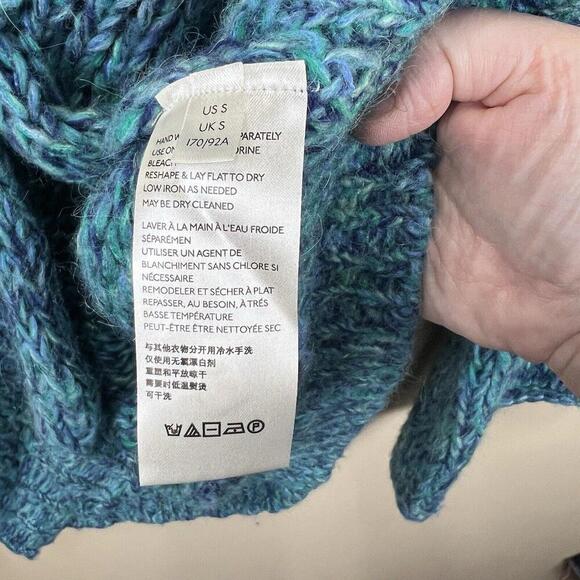 US S
UK S
170/92A
HAND W
ARATELY
USE ON
ORINE
BLEACH
RESHAPE & LAY FLAT TO DRY
LOW IRON AS NEEDED
MAY BE DRY CLEANED
LAVER À LA MAIN À L'EAU FROIDE
SÉPARÉMEN
UTILISER UN AGENT DE
BLANCHIMENT SANS CHLORE SI
NÉCESSAIRE
REMODELER ET SÉCHER À PLAT
REPASSER, AU BESOIN, À TRÉS
BASSE TEMPÉRATURE
PEUT-ÊTRE ÊTRE NETTOYÉE SEC
与其他衣物分开用冷水手洗
仅使用无氯漂白剂
重塑和平放晾干
需要时低温熨烫
可干洗
P